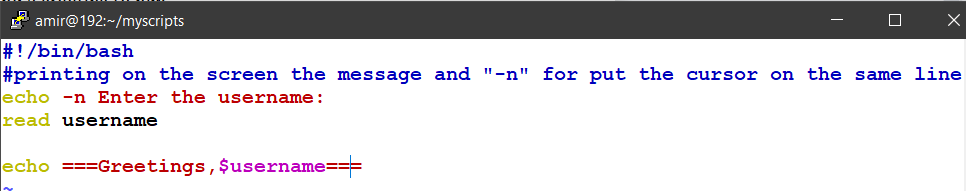 amir@192:~/myscripts
#!/bin/bash
#printing on the screen the message and "-n" for put the cursor on the same line
echo -n Enter the username:
read username
echo ===Greetings,$username===
~